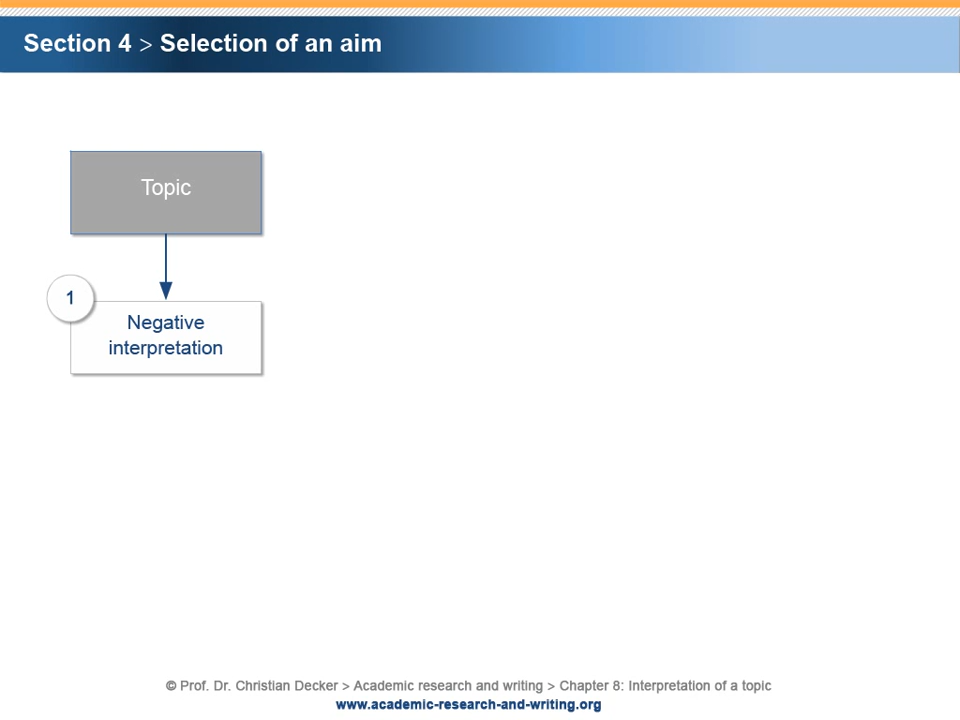 Section 4 > Selection of an aim
Topic
1
Negative
interpretation
© Prof. Dr. Christian Decker > Academic research and writing > Chapter 8: Interpretation of a topic
www.academic-research-and-writing.org